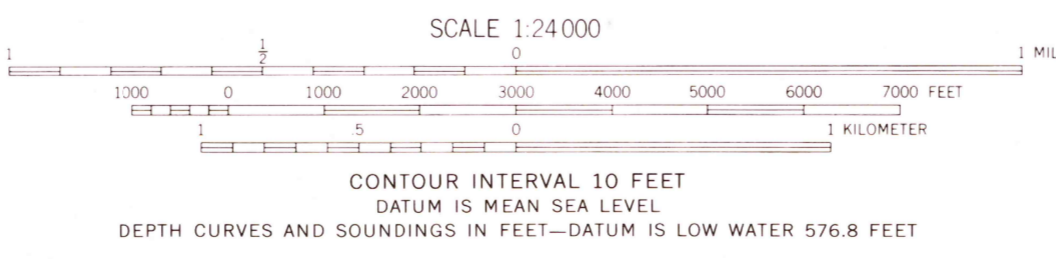 SCALE 1:24 000
1 1/2 0 1 MIL
1000 0 1000 2000 3000 4000 5000 6000 7000 FEET
1 .5 0 1 KILOMETER
CONTOUR INTERVAL 10 FEET
DATUM IS MEAN SEA LEVEL
DEPTH CURVES AND SOUNDINGS IN FEET—DATUM IS LOW WATER 576.8 FEET